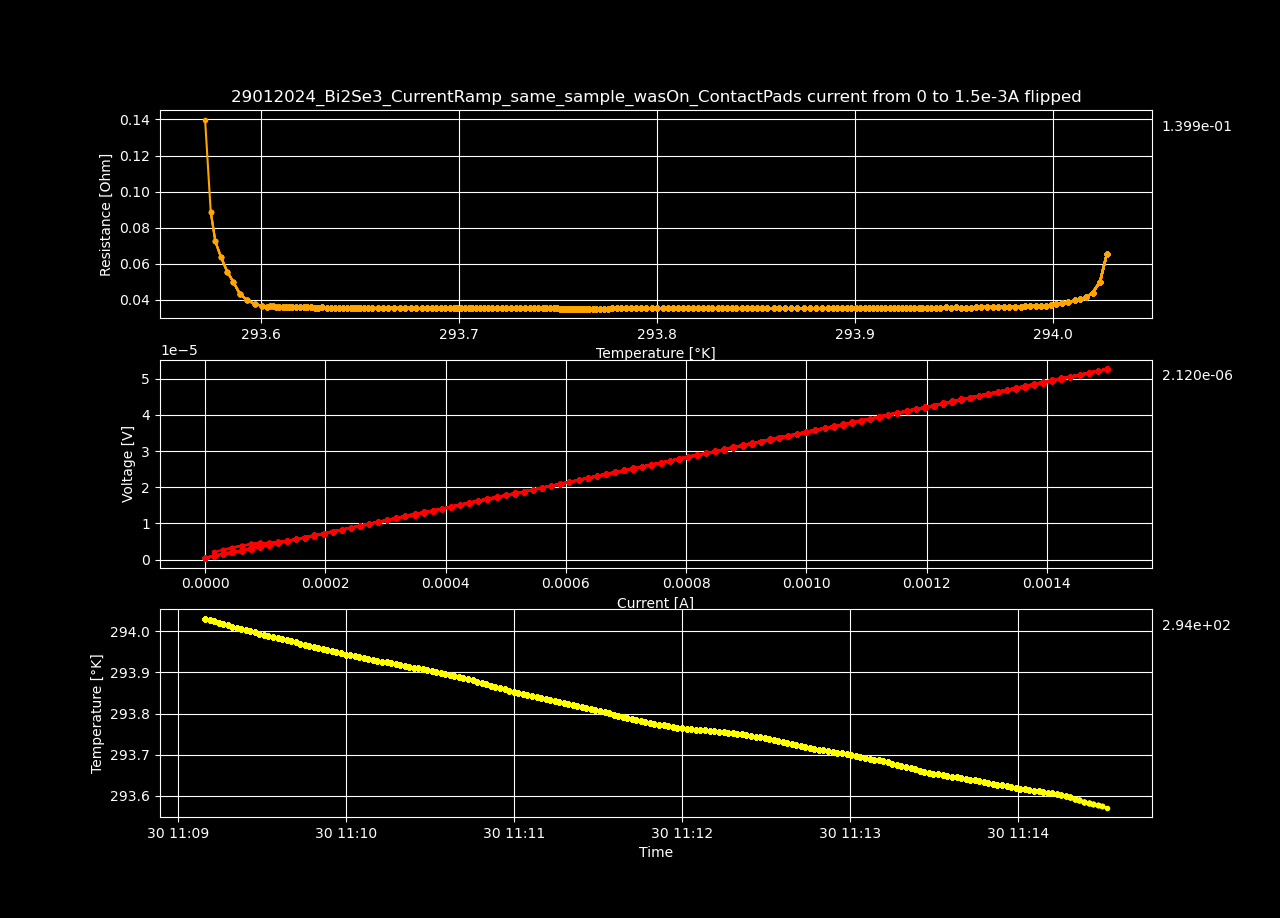 29012024_Bi2Se3_CurrentRamp_same_sample_wasOn_ContactPads current from 0 to 1.5e-3A flipped
1.399e-01
Resistance [Ohm]
0.14
0.12
0.10
0.08
0.06
0.04
293.6 293.7 293.8 293.9 294.0
Temperature [°K]
1e−5
2.120e-06
Voltage [V]
5
4
3
2
1
0
0.0000 0.0002 0.0004 0.0006 0.0008 0.0010 0.0012 0.0014
Current [A]
2.94e+02
Temperature [°K]
294.0
293.9
293.8
293.7
293.6
30 11:09 30 11:10 30 11:11 30 11:12 30 11:13 30 11:14
Time